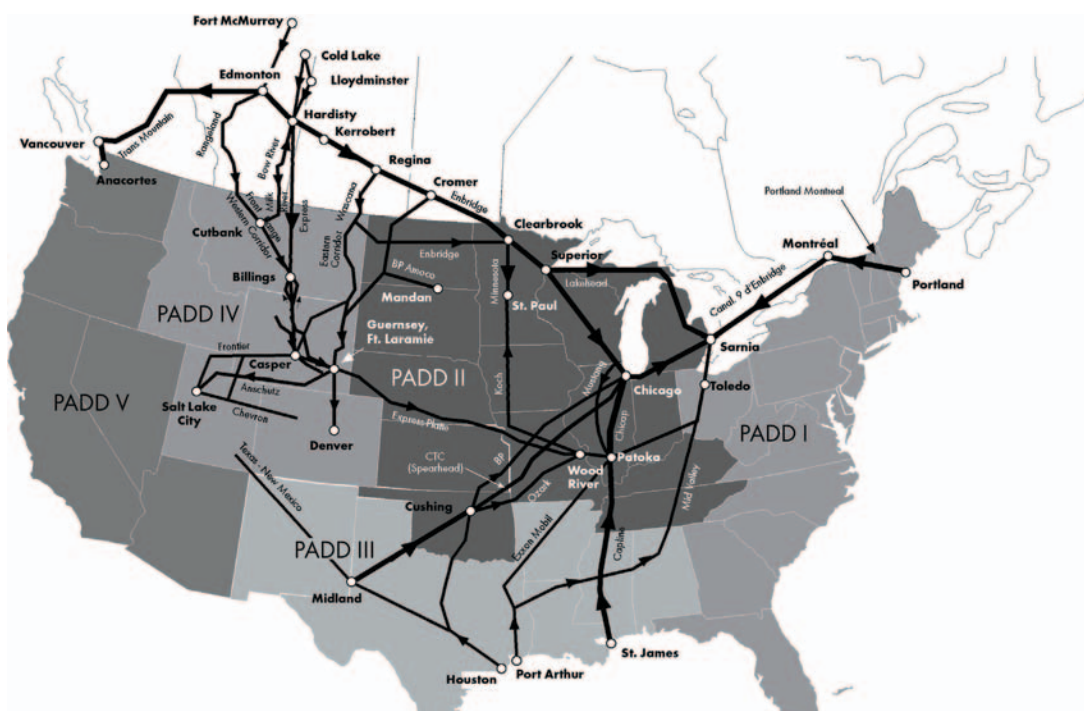 Fort McMurray
Cold Lake
Edmonton
Lloydminster
Hardisty
Kerrobert
Vancouver
Trans Mountain
Rangeland
Bow River
Regina
Anacortes
Cromer
Portland Montreal
Enbridge
Wascana
Milk
River
Front
Range
Express
Western Corridor
Cutbank
Clearbrook
Montréal
Eastern
Corridor
Enbridge
Superior
BP Amoco
Minnesota
Lakehead
Canal. 9 d'Enbridge
Portland
Billings
Mandan
St. Paul
PADD IV
Guernsey,
Ft. Laramie
Sarnia
Frontier
Casper
PADD II
Koch
Mustang
Chicago
Toledo
PADD V
Anschutz
Salt Lake
City
Chevron
Denver
Express-Platte
Chicap
PADD I
Texas - New Mexico
CTC
(Spearhead)
BP
Wood
River
Patoka
Ozark
Mid Valley
Cushing
Exxon Mobil
Capline
PADD III
Midland
St. James
Port Arthur
Houston